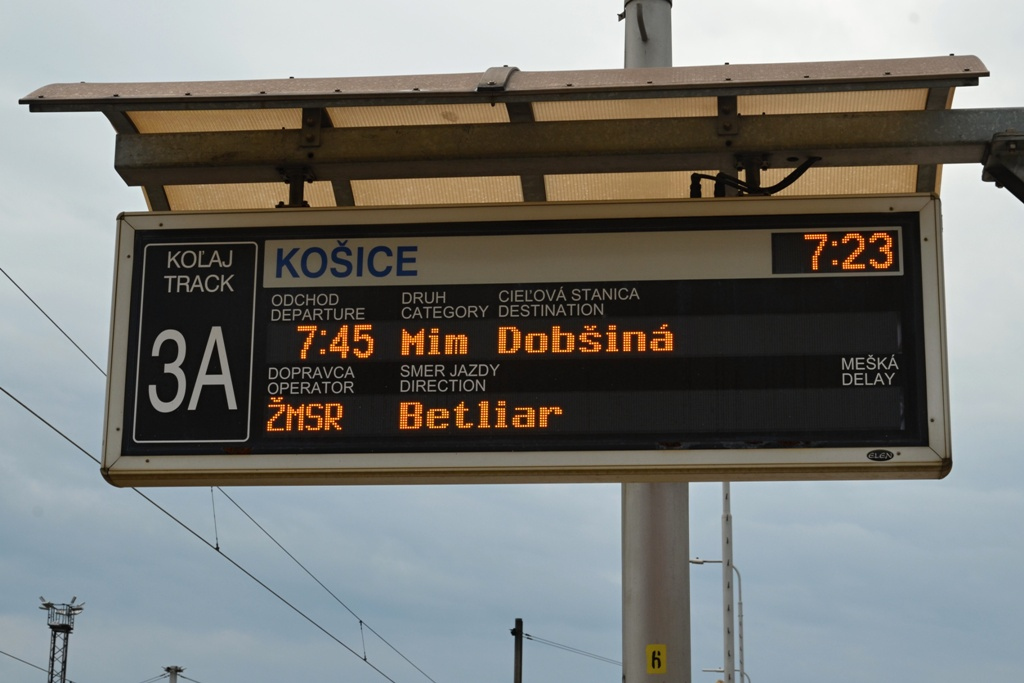 KOĽAJ
TRACK
3A
KOŠICE
7:23
ODCHOD DRUH CIEĽOVÁ STANICA
DEPARTURE CATEGORY DESTINATION
7:45 Mim Dobšiná
DOPRAVCA SMER JAZDY MEŠKÁ
OPERATOR DIRECTION DELAY
ŽMSR Betliar
ELEN
6